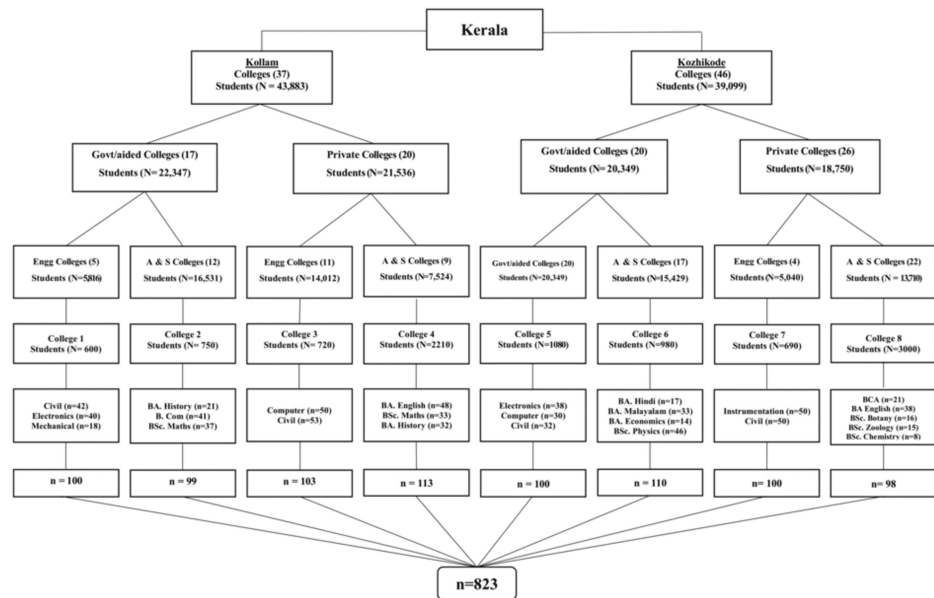 Kerala
Kollam
Colleges (37)
Students (N = 43,883)
Kozhikode
Colleges (46)
Students (N = 39,099)
Govt/aided Colleges (17)
Students (N= 22,347)
Private Colleges (20)
Students (N=21,536)
Govt/aided Colleges (20)
Students (N=20,349)
Private Colleges (26)
Students (N=18,750)
Engg Colleges (5)
Students (N=5,816)
A & S Colleges (12)
Students (N=16,531)
Engg Colleges (11)
Students (N=14,012)
A & S Colleges (9)
Students (N=7,524)
Govt/aided Colleges (20)
Students (N=20,349)
A & S Colleges (17)
Students (N=15,429)
Engg Colleges (4)
Students (N=5,040)
A & S Colleges (22)
Students (N = 13,710)
College 1
Students (N= 600)
College 2
Students (N= 750)
College 3
Students (N= 720)
College 4
Students (N=2210)
College 5
Students (N=1080)
College 6
Students (N=980)
College 7
Students (N=690)
College 8
Students (N=3000)
Civil (n=42)
Electronics (n=40)
Mechanical (n=18)
BA. History (n=21)
B. Com (n=41)
BSc. Maths (n=37)
Computer (n=50)
Civil (n=53)
BA. English (n=48)
BSc. Maths (n=33)
BA. History (n=32)
Electronics (n=38)
Computer (n=30)
Civil (n=32)
BA. Hindi (n=17)
BA. Malayalam (n=33)
BA. Economics (n=14)
BSc. Physics (n=46)
Instrumentation (n=50)
Civil (n=50)
BCA (n=21)
BA English (n=38)
BSc. Botany (n=16)
BSc. Zoology (n=15)
BSc. Chemistry (n=8)
n = 100
n = 99
n = 103
n = 113
n = 100
n = 110
n= 100
n= 98
n=823